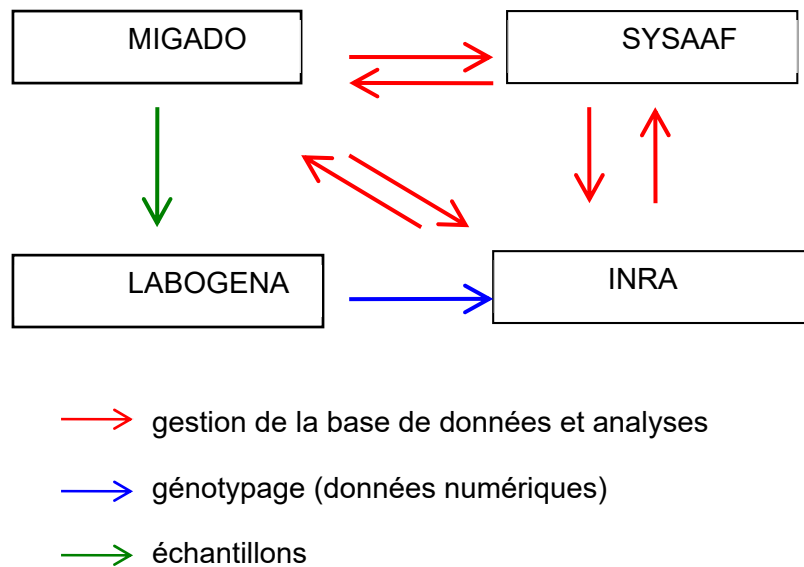 MIGADO
SYSAAF
LABOGENA
INRA
gestion de la base de données et analyses
génotypage (données numériques)
échantillons